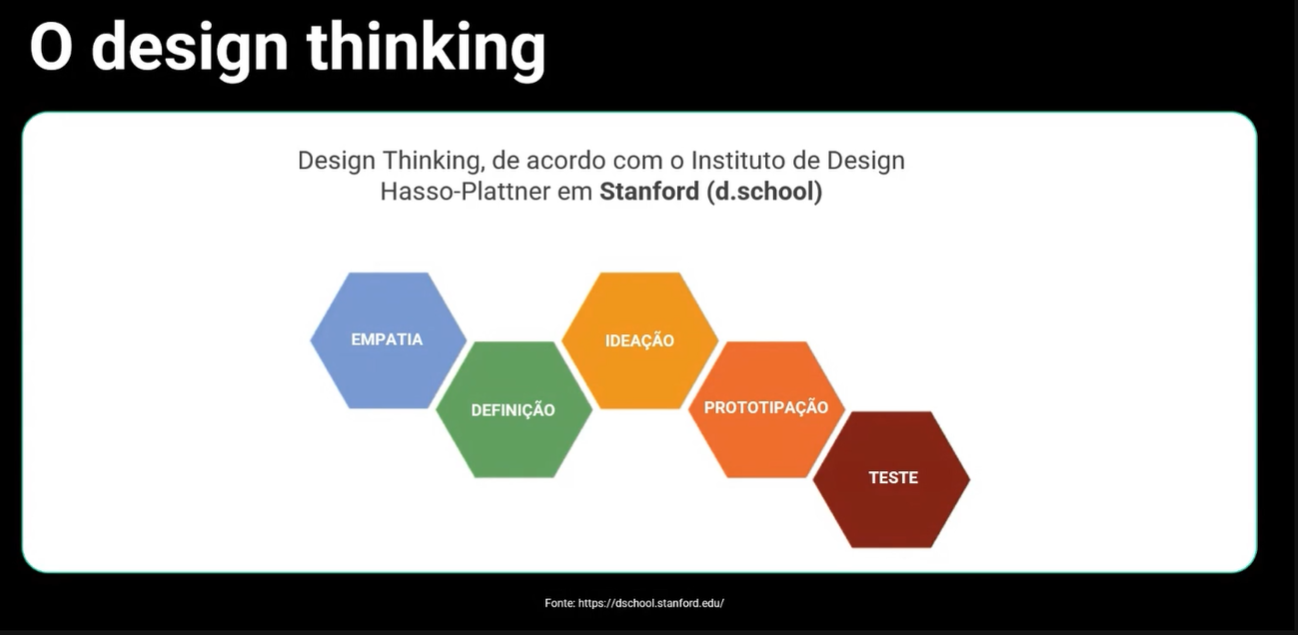 O design thinking
Design Thinking, de acordo com o Instituto de Design
Hasso-Plattner em Stanford (d.school)
EMPATIA
DEFINIÇÃO
IDEAÇÃO
PROTOTIPAÇÃO
TESTE
Fonte: https://dschool.stanford.edu/